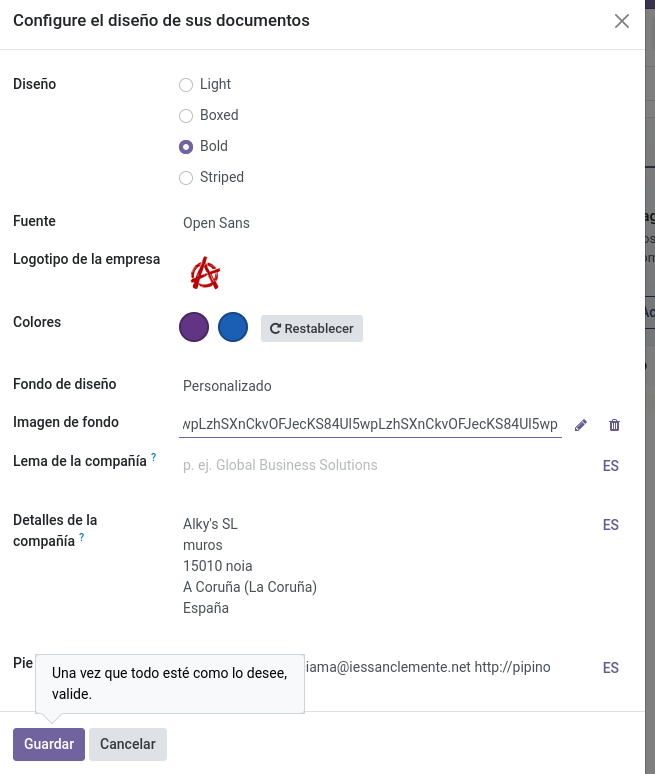 Configure el diseño de sus documentos
Diseño
Light
Boxed
Bold
Striped
Fuente
Open Sans
Logotipo de la empresa
Colores
Restablecer
Fondo de diseño
Personalizado
Imagen de fondo
wpLzhSXnCkvOFJecKS84UI5wpLzhSXnCkvOFJecKS84UI5wp
Lema de la compañía ?
p. ej. Global Business Solutions
ES
Detalles de la
compañía ?
Alky's SL
muros
15010 noia
A Coruña (La Coruña)
España
ES
Pie
iama@iessanclemente.net http://pipino
ES
Una vez que todo esté como lo desee,
valide.
Guardar
Cancelar